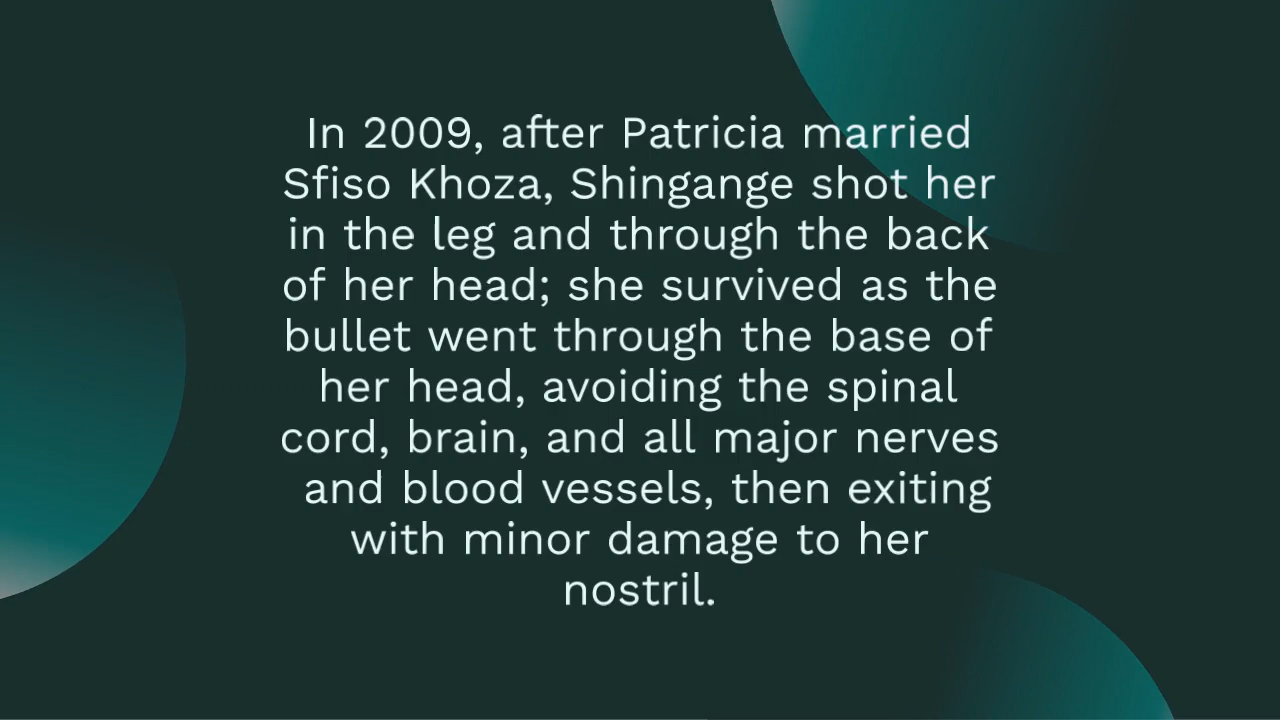 In 2009, after Patricia married
Sfiso Khoza, Shingange shot her
in the leg and through the back
of her head; she survived as the
bullet went through the base of
her head, avoiding the spinal
cord, brain, and all major nerves
and blood vessels, then exiting
with minor damage to her
nostril.